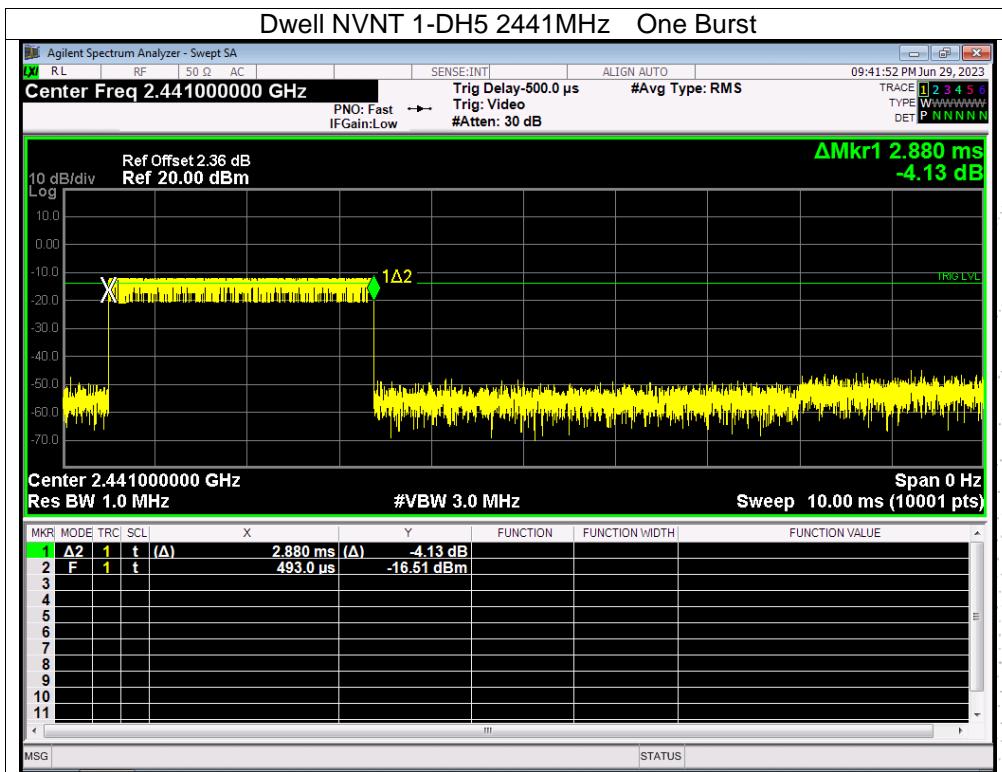 Dwell NVNT 1-DH5 2441MHz One Burst
Agilent Spectrum Analyzer - Swept SA
LXI RL RF 50 Ω AC SENSE:INT ALIGN AUTO 09:41:52 PM Jun 29, 2023
Center Freq 2.441000000 GHz Trig Delay-500.0 µs #Avg Type: RMS TRACE 1 2 3 4 5 6
PNO: Fast Trig: Video TYPE WWWWWW
IFGain:Low #Atten: 30 dB DET P N N N N N
ΔMkr1 2.880 ms
-4.13 dB
Ref Offset 2.36 dB
10 dB/div Ref 20.00 dBm
Log
10.0
0.00
-10.0
1Δ2
TRIG LVL
-20.0
-30.0
-40.0
-50.0
-60.0
-70.0
Center 2.441000000 GHz Span 0 Hz
Res BW 1.0 MHz #VBW 3.0 MHz Sweep 10.00 ms (10001 pts)
MKR MODE TRC SCL X Y FUNCTION FUNCTION WIDTH FUNCTION VALUE
1 Δ2 1 t (Δ) 2.880 ms (Δ) -4.13 dB
2 F 1 t 493.0 µs -16.51 dBm
3
4
5
6
7
8
9
10
11
MSG STATUS